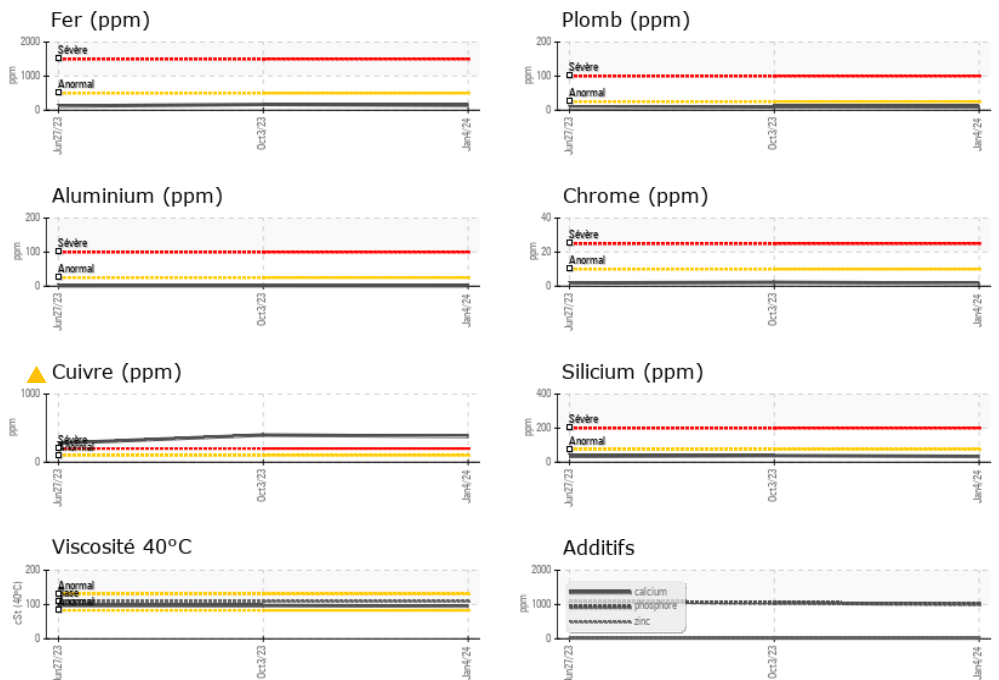 Fer (ppm)
2000
1000
0
ppm
Sévère
Anormal
Jun27/23
Oct3/23
Jan4/24
Plomb (ppm)
200
100
0
ppm
Sévère
Anormal
Jun27/23
Oct3/23
Jan4/24
Aluminium (ppm)
200
100
0
ppm
Sévère
Anormal
Jun27/23
Oct3/23
Jan4/24
Chrome (ppm)
40
20
0
ppm
Sévère
Anormal
Jun27/23
Oct3/23
Jan4/24
Cuivre (ppm)
1000
0
ppm
Sévère
Anormal
Jun27/23
Oct3/23
Jan4/24
Silicium (ppm)
400
200
0
ppm
Sévère
Anormal
Jun27/23
Oct3/23
Jan4/24
Viscosité 40°C
200
100
0
cSt (40°C)
Anormal
Base
Anormal
Jun27/23
Oct3/23
Jan4/24
Additifs
2000
1000
0
ppm
calcium
phosphore
zinc
Jun27/23
Oct3/23
Jan4/24